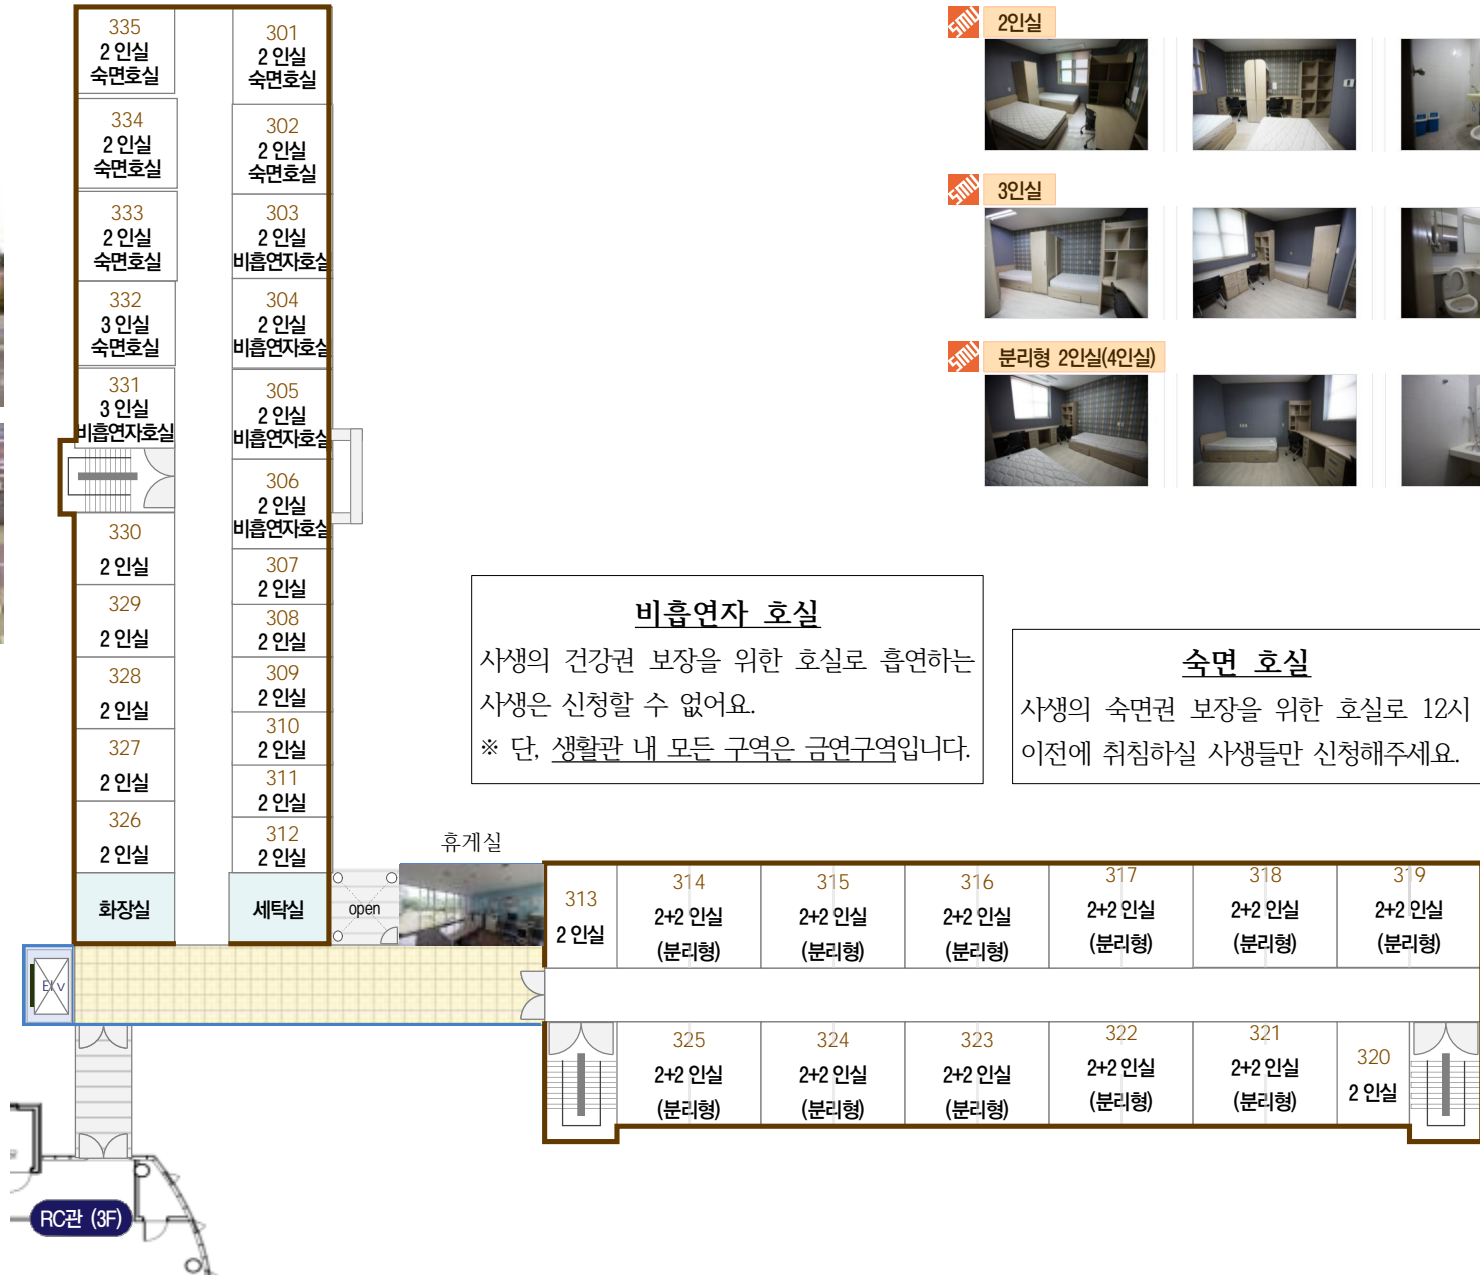 335
2 인실
숙면호실
334
2 인실
숙면호실
333
2 인실
숙면호실
332
3 인실
숙면호실
331
3 인실
비흡연자호실
330
2 인실
329
2 인실
328
2 인실
327
2 인실
326
2 인실
화장실
301
2 인실
숙면호실
302
2 인실
숙면호실
303
2 인실
비흡연자호실
304
2 인실
비흡연자호실
305
2 인실
비흡연자호실
306
2 인실
비흡연자호실
307
2 인실
308
2 인실
309
2 인실
310
2 인실
311
2 인실
312
2 인실
세탁실
open
휴게실
SMU 2인실
SMU 3인실
SMU 분리형 2인실(4인실)
비흡연자 호실
사생의 건강권 보장을 위한 호실로 흡연하는
사생은 신청할 수 없어요.
※ 단, 생활관 내 모든 구역은 금연구역입니다.
숙면 호실
사생의 숙면권 보장을 위한 호실로 12시
이전에 취침하실 사생들만 신청해주세요.
313
2 인실
314
2+2 인실
(분리형)
315
2+2 인실
(분리형)
316
2+2 인실
(분리형)
317
2+2 인실
(분리형)
318
2+2 인실
(분리형)
319
2+2 인실
(분리형)
Elv
325
2+2 인실
(분리형)
324
2+2 인실
(분리형)
323
2+2 인실
(분리형)
322
2+2 인실
(분리형)
321
2+2 인실
(분리형)
320
2 인실
RC관 (3F)